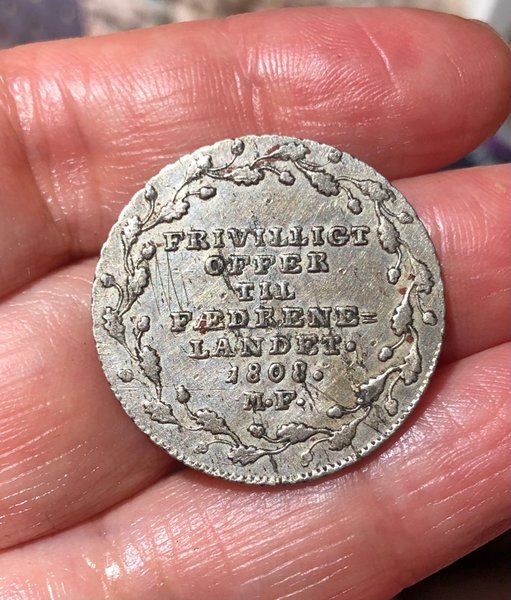 FRIVILLIGT
OFFER
TIL
FÆDRENE=
LANDET.
1808.
M.F.